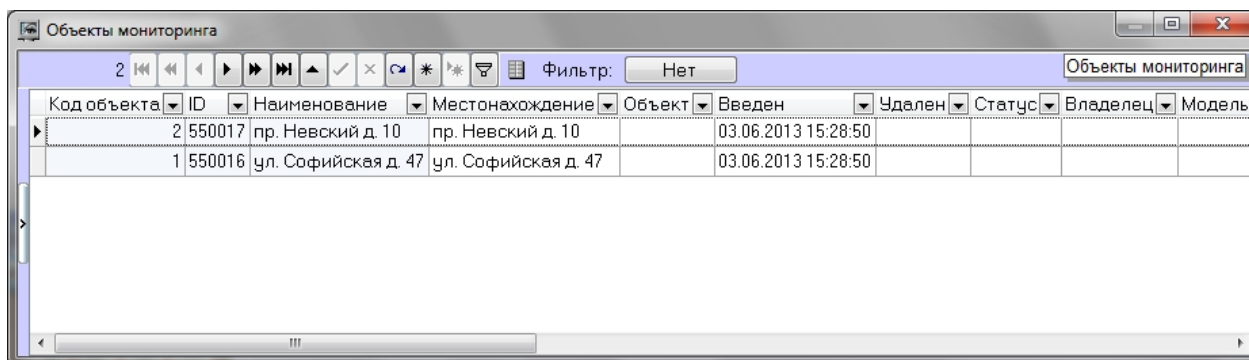 Объекты мониторинга
2 Фильтр: Нет Объекты мониторинга
Код объекта ID Наименование Местонахождение Объект Введен Удален Статус Владелец Модель
2 550017 пр. Невский д. 10 пр. Невский д. 10 03.06.2013 15:28:50
1 550016 ул. Софийская д. 47 ул. Софийская д. 47 03.06.2013 15:28:50